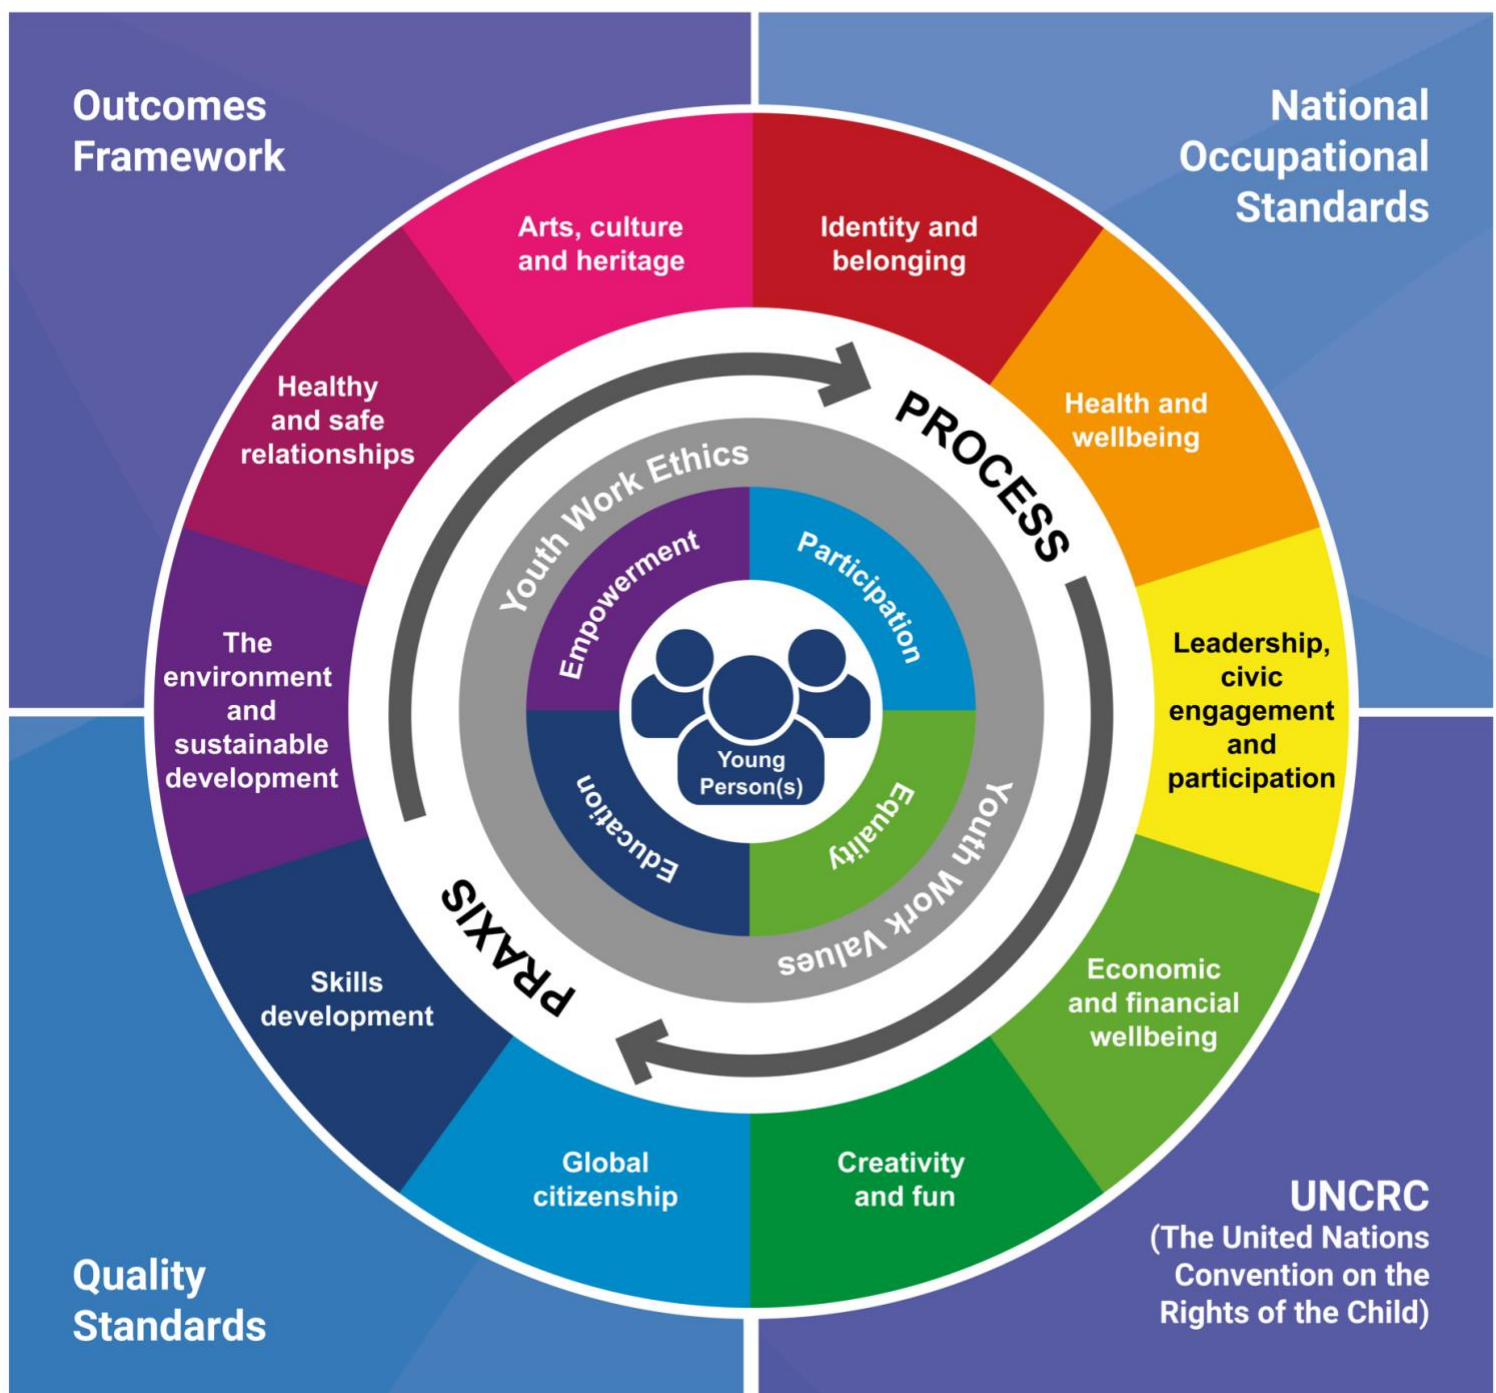 Outcomes
Framework
National
Occupational
Standards
Arts, culture
and heritage
Identity and
belonging
Health and
wellbeing
Leadership,
civic
engagement
and
participation
Economic
and financial
wellbeing
Creativity
and fun
Global
citizenship
Skills
development
The
environment
and
sustainable
development
Healthy
and safe
relationships
PROCESS
PRAXIS
Youth Work Ethics
Youth Work Values
Empowerment
Participation
Equality
Education
Young
Person(s)
Quality
Standards
UNCRC
(The United Nations
Convention on the
Rights of the Child)